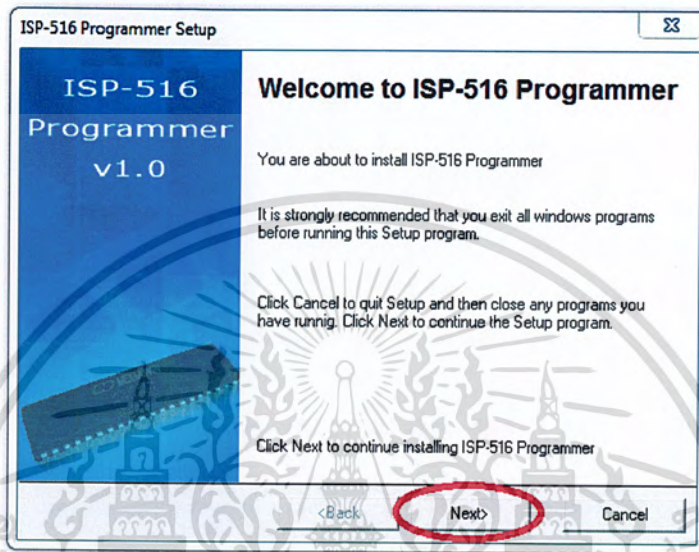 ISP-516 Programmer Setup
ISP-516
Programmer
v1.0
Welcome to ISP-516 Programmer
You are about to install ISP-516 Programmer
It is strongly recommended that you exit all windows programs
before running this Setup program.
Click Cancel to quit Setup and then close any programs you
have runnig. Click Next to continue the Setup program.
Click Next to continue installing ISP-516 Programmer
<Back
Next>
Cancel